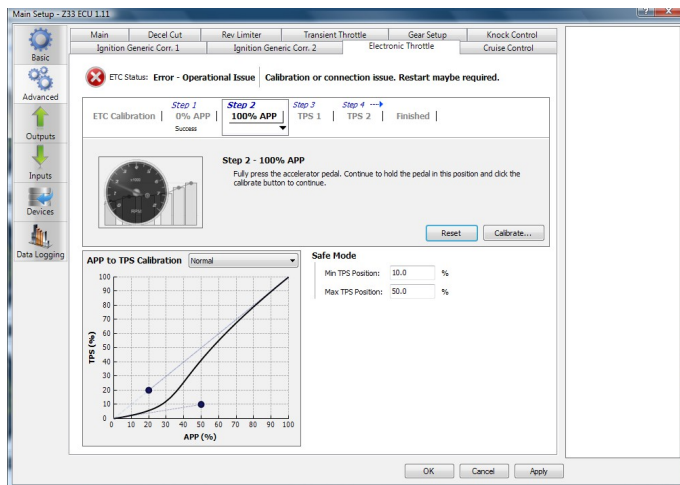 Main Setup - Z33 ECU 1.11
Main Decel Cut Rev Limiter Transient Throttle Gear Setup Knock Control
Ignition Generic Corr. 1 Ignition Generic Corr. 2 Electronic Throttle Cruise Control
Basic
Advanced
Outputs
Inputs
Devices
Data Logging
ETC Status: Error - Operational Issue Calibration or connection issue. Restart maybe required.
Step 1 Step 2 Step 3 Step 4
ETC Calibration 0% APP 100% APP TPS 1 TPS 2 Finished
Success
Step 2 - 100% APP
Fully press the accelerator pedal. Continue to hold the pedal in this position and click the
calibrate button to continue.
Reset Calibrate...
APP to TPS Calibration Normal
100
90
80
70
60
50
40
30
20
10
0
TPS (%)
0 10 20 30 40 50 60 70 80 90 100
APP (%)
Safe Mode
Min TPS Position: 10.0 %
Max TPS Position: 50.0 %
OK Cancel Apply